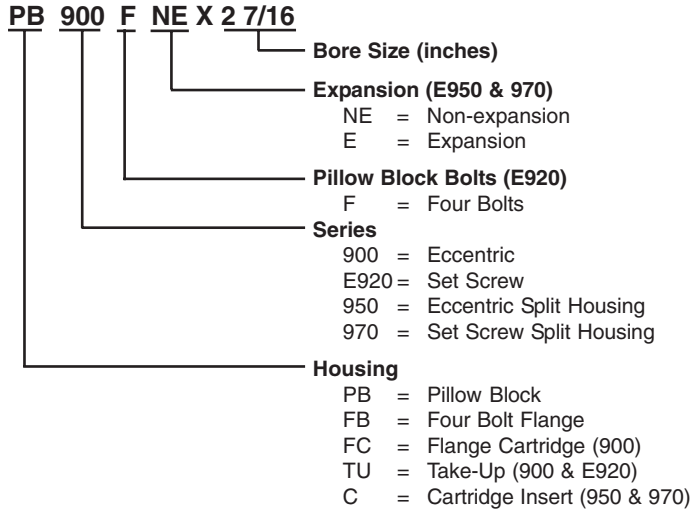 PB 900 F NE X 2 7/16
Bore Size (inches)
Expansion (E950 & 970)
NE = Non-expansion
E = Expansion
Pillow Block Bolts (E920)
F = Four Bolts
Series
900 = Eccentric
E920 = Set Screw
950 = Eccentric Split Housing
970 = Set Screw Split Housing
Housing
PB = Pillow Block
FB = Four Bolt Flange
FC = Flange Cartridge (900)
TU = Take-Up (900 & E920)
C = Cartridge Insert (950 & 970)